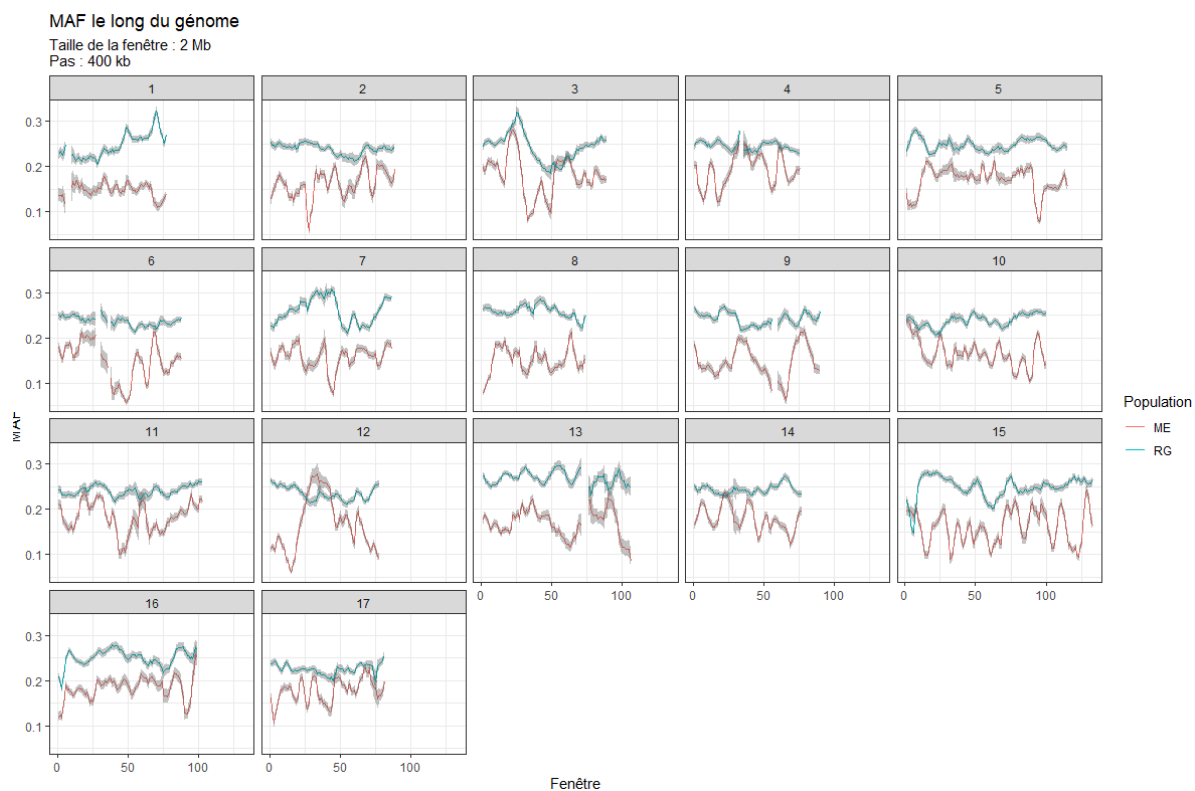 MAF le long du génome
Taille de la fenêtre : 2 Mb
Pas : 400 kb
1 2 3 4 5
0.3
0.2
0.1
6 7 8 9 10
0.3
0.2
0.1
MAF
11 12 13 14 15
0.3
0.2
0.1
0 50 100 0 50 100 0 50 100
16 17
0.3
0.2
0.1
0 50 100 0 50 100
Fenêtre
Population
ME
RG